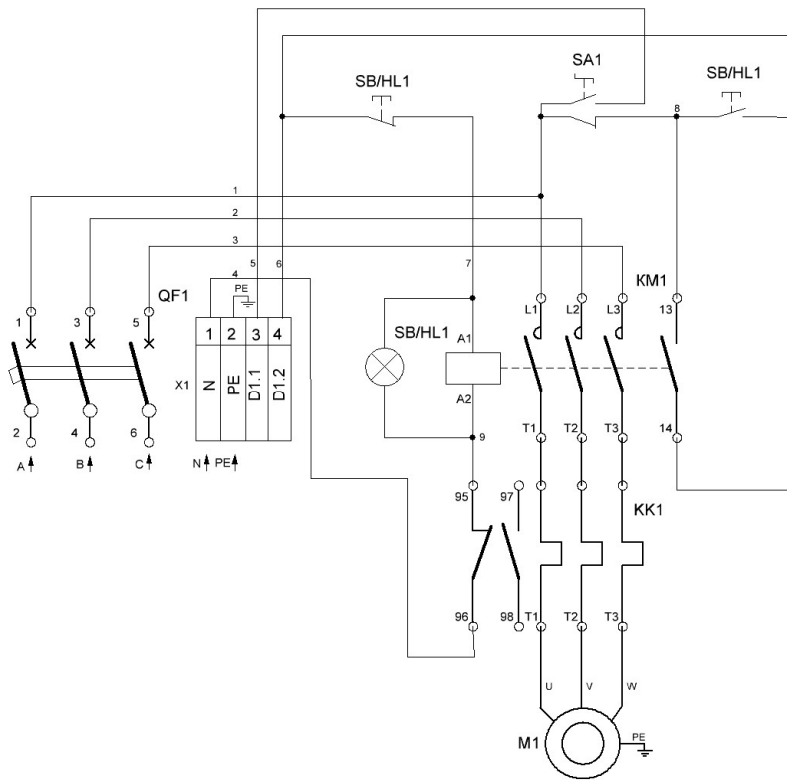 SA1
SB/HL1
SB/HL1
8
1
2
3
5
6
7
4
KM1
QF1
PE
1
3
5
L1
L2
L3
13
SB/HL1
A1
1
2
3
4
X1
N
PE
D1.1
D1.2
A2
2
4
6
T1
T2
T3
14
9
A
B
C
N
PE
95
97
KK1
96
98
T1
T2
T3
U
V
W
M1
PE